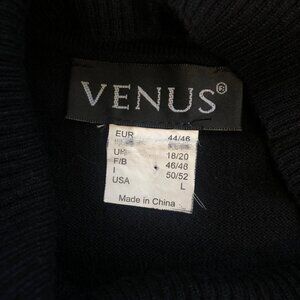 VENUS®
EUR 44/46
18/20
F/B 46/48
I 50/52
USA L
Made in China